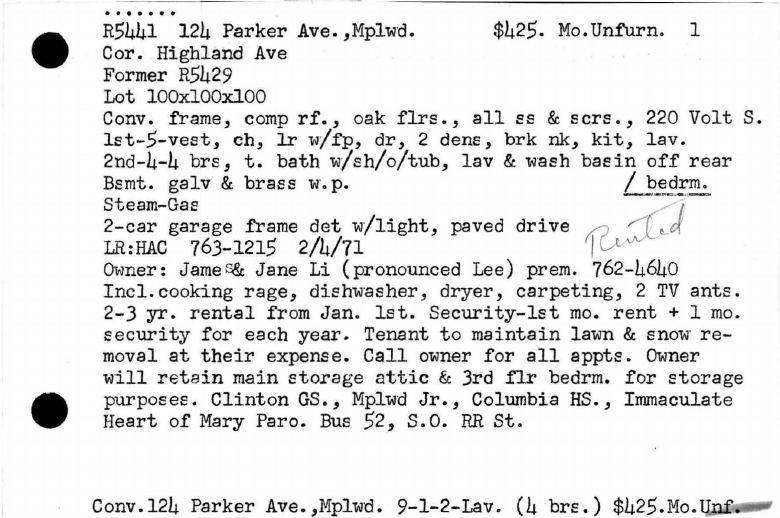 .......
R5441 124 Parker Ave.,Mplwd. $425. Mo.Unfurn. 1
Cor. Highland Ave
Former R5429
Lot 100x100x100
Conv. frame, comp rf., oak flrs., all ss & scrs., 220 Volt S.
1st-5-vest, ch, lr w/fp, dr, 2 dens, brk nk, kit, lav.
2nd-4-4 brs, t. bath w/sh/o/tub, lav & wash basin off rear
Bsmt. galv & brass w.p. / bedrm.
Steam-Gas
2-car garage frame det w/light, paved drive
Rented
LR:HAC 763-1215 2/4/71
Owner: James& Jane Li (pronounced Lee) prem. 762-4640
Incl.cooking rage, dishwasher, dryer, carpeting, 2 TV ants.
2-3 yr. rental from Jan. 1st. Security-1st mo. rent + 1 mo.
security for each year. Tenant to maintain lawn & snow re-
moval at their expense. Call owner for all appts. Owner
will retain main storage attic & 3rd flr bedrm. for storage
purposes. Clinton GS., Mplwd Jr., Columbia HS., Immaculate
Heart of Mary Paro. Bus 52, S.O. RR St.
Conv.124 Parker Ave.,Mplwd. 9-1-2-Lav. (4 brs.) $425.Mo.Unf.